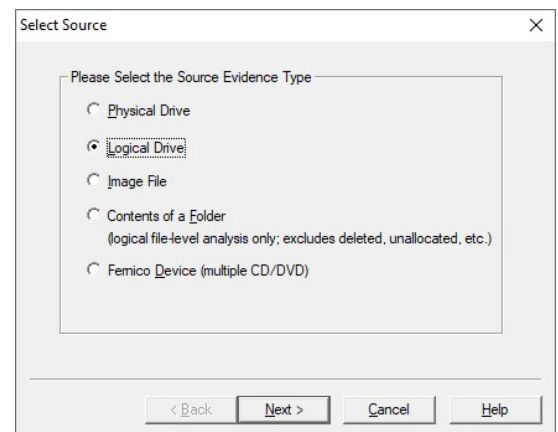 Select Source
Please Select the Source Evidence Type
Physical Drive
Logical Drive
Image File
Contents of a Folder
(logical file-level analysis only; excludes deleted, unallocated, etc.)
Fernico Device (multiple CD/DVD)
< Back Next > Cancel Help